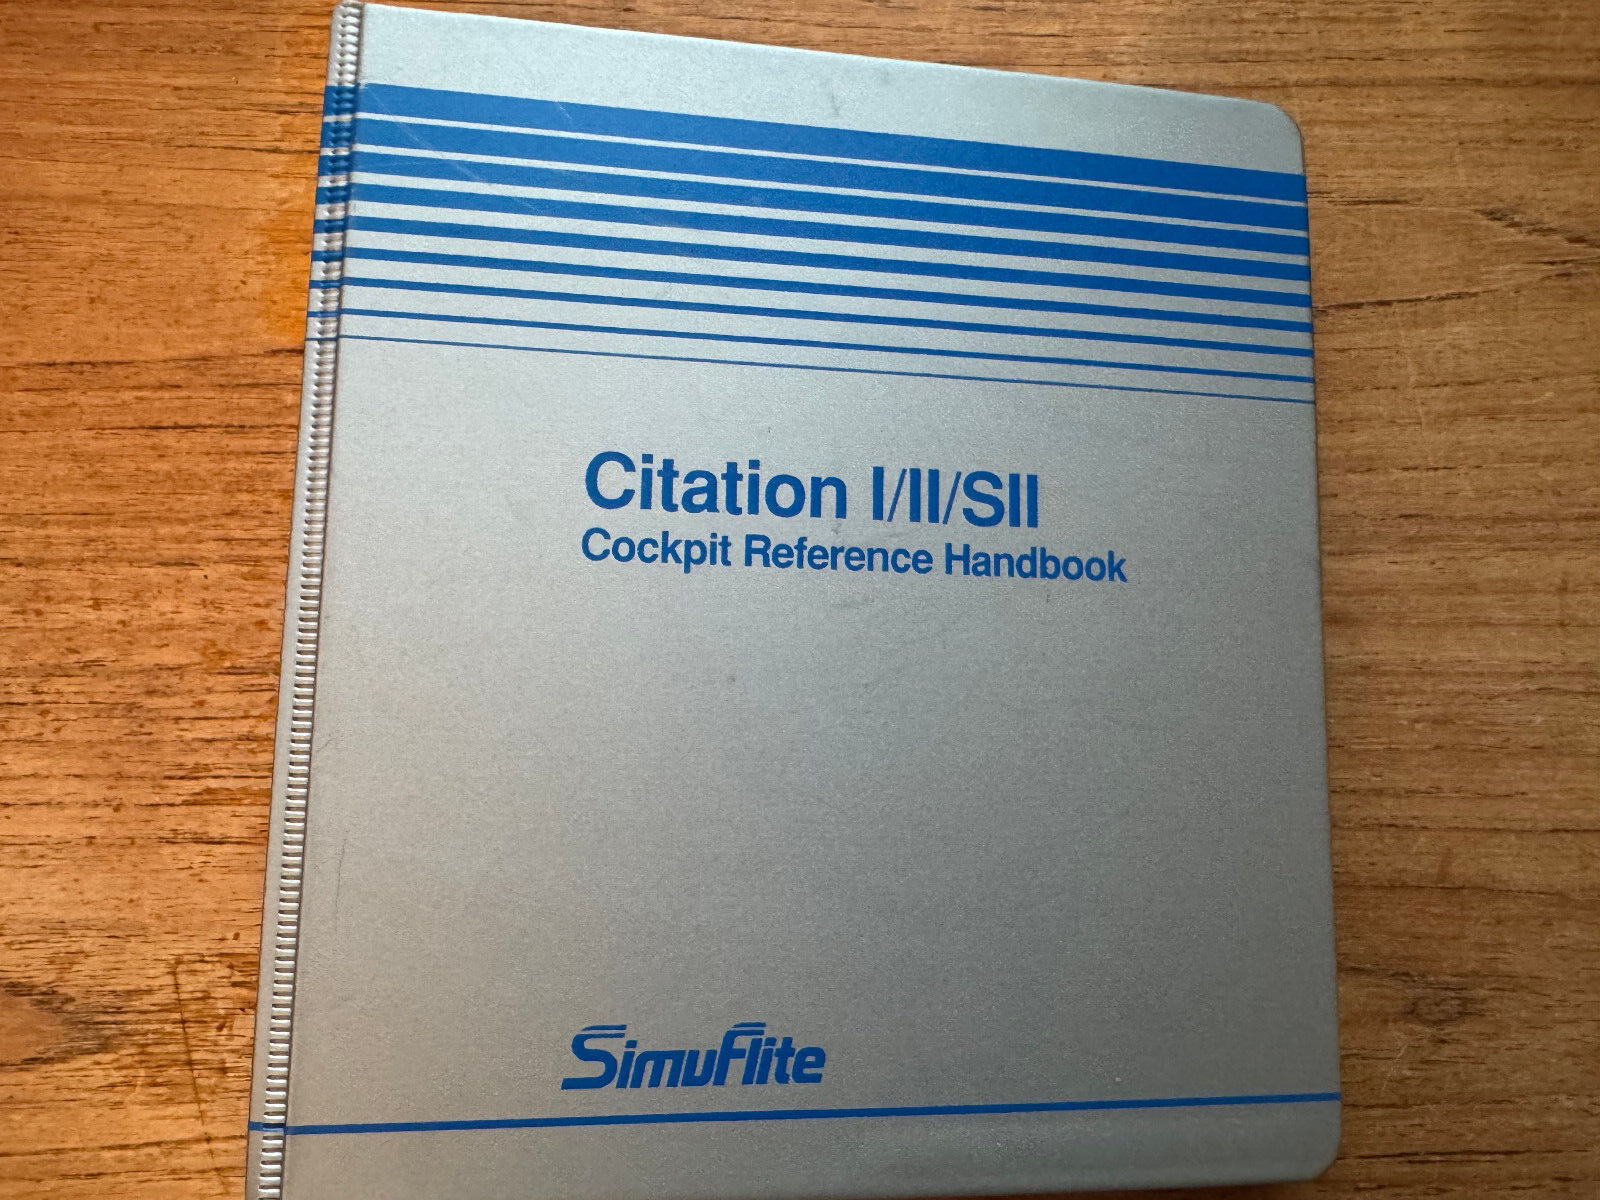 Citation I/II/SII
Cockpit Reference Handbook
SimuFlite